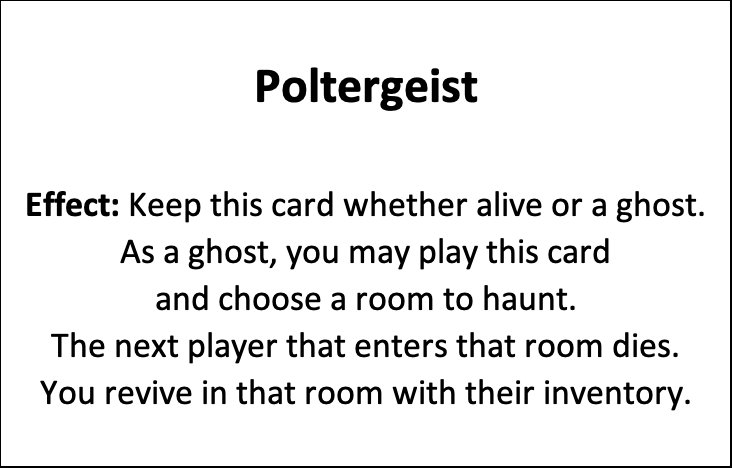 Poltergeist
Effect: Keep this card whether alive or a ghost.
As a ghost, you may play this card
and choose a room to haunt.
The next player that enters that room dies.
You revive in that room with their inventory.